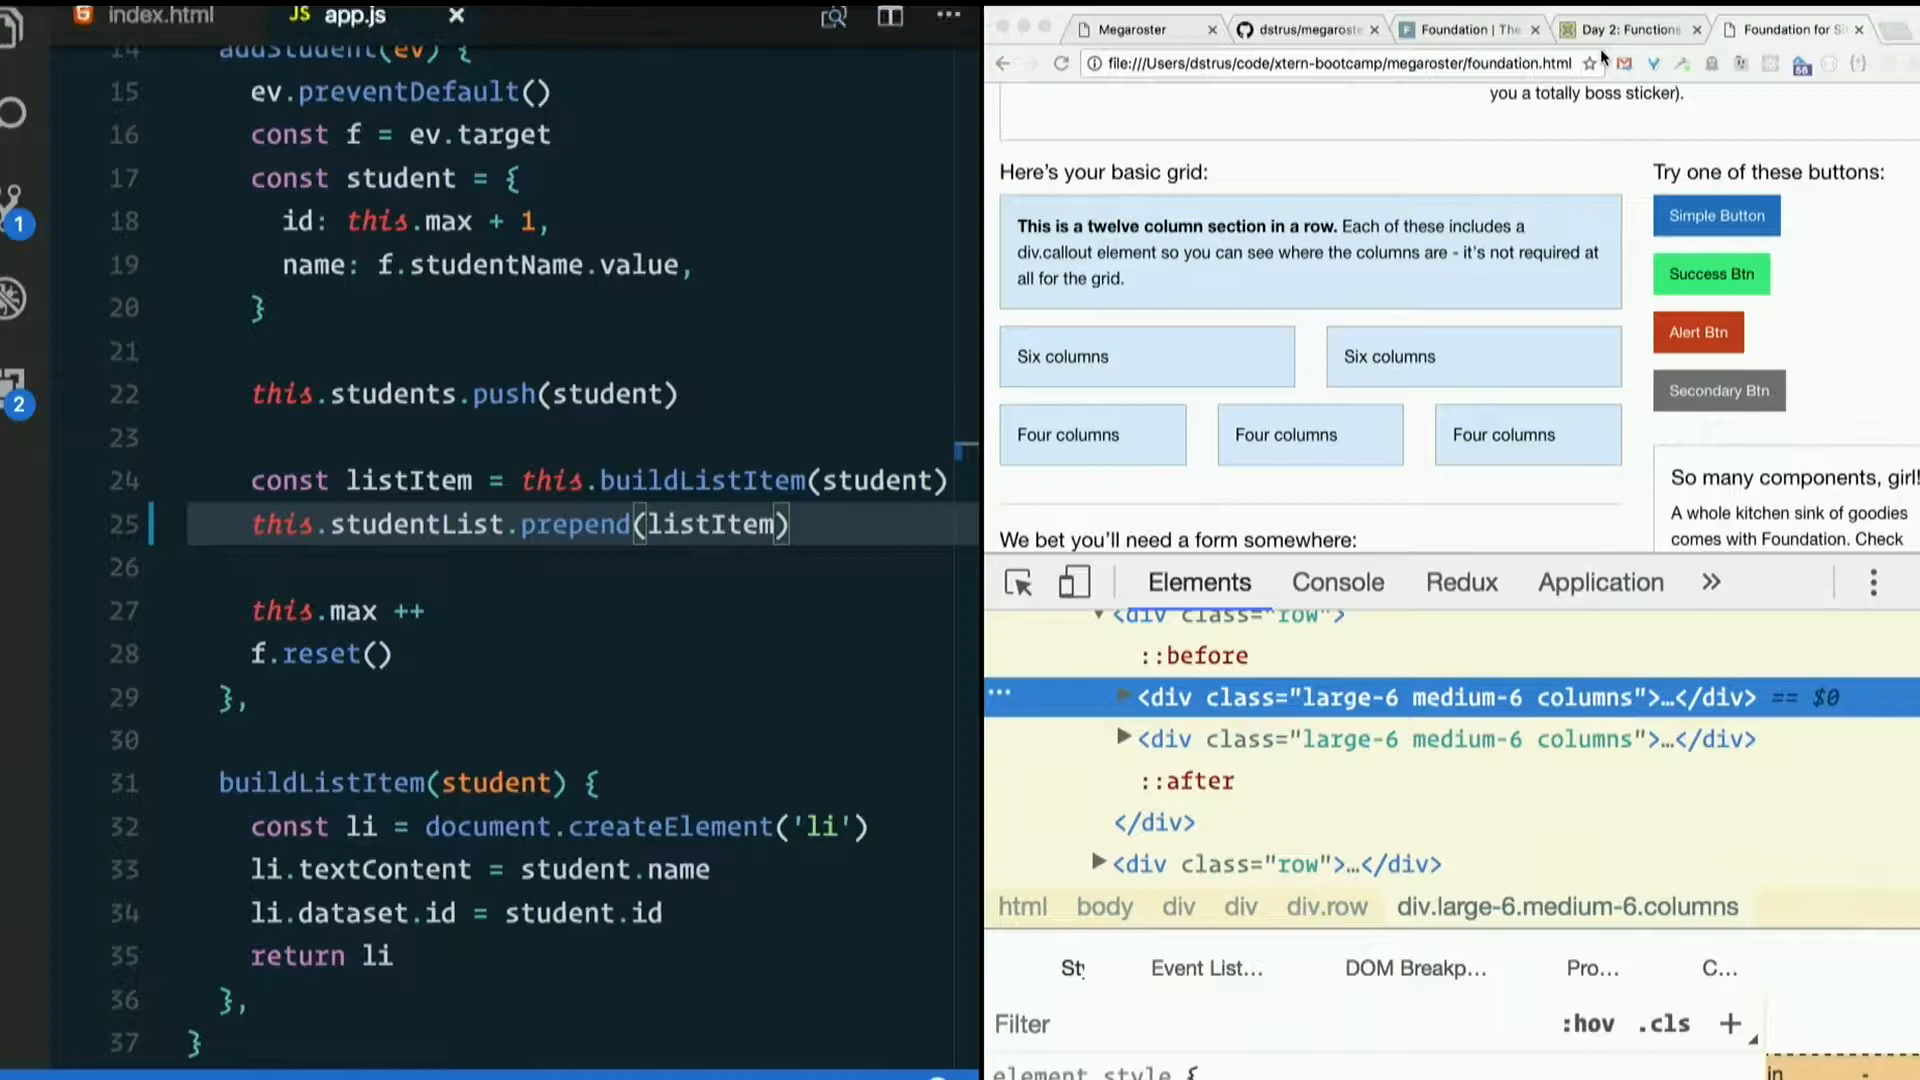 index.html
JS app.js
14 addStudent(ev) {
15 ev.preventDefault()
16 const f = ev.target
17 const student = {
18 id: this.max + 1,
19 name: f.studentName.value,
20 }
21
22 this.students.push(student)
23
24 const listItem = this.buildListItem(student)
25 this.studentList.prepend(listItem)
26
27 this.max ++
28 f.reset()
29 },
30
31 buildListItem(student) {
32 const li = document.createElement('li')
33 li.textContent = student.name
34 li.dataset.id = student.id
35 return li
36 },
37 }
1
2
Megaroster
dstrus/megaroste
Foundation | The
Day 2: Functions
Foundation for Si
file:///Users/dstrus/code/xtern-bootcamp/megaroster/foundation.html
you a totally boss sticker).
Here's your basic grid:
This is a twelve column section in a row. Each of these includes a
div.callout element so you can see where the columns are - it's not required at
all for the grid.
Six columns
Six columns
Four columns
Four columns
Four columns
We bet you'll need a form somewhere:
Try one of these buttons:
Simple Button
Success Btn
Alert Btn
Secondary Btn
So many components, girl!
A whole kitchen sink of goodies
comes with Foundation. Check
Elements Console Redux Application »
<div class="row">
::before
<div class="large-6 medium-6 columns">…</div> == $0
<div class="large-6 medium-6 columns">…</div>
::after
</div>
<div class="row">…</div>
html body div div div.row div.large-6.medium-6.columns
St Event List… DOM Breakp… Pro… C…
Filter :hov .cls +
element style {
in -